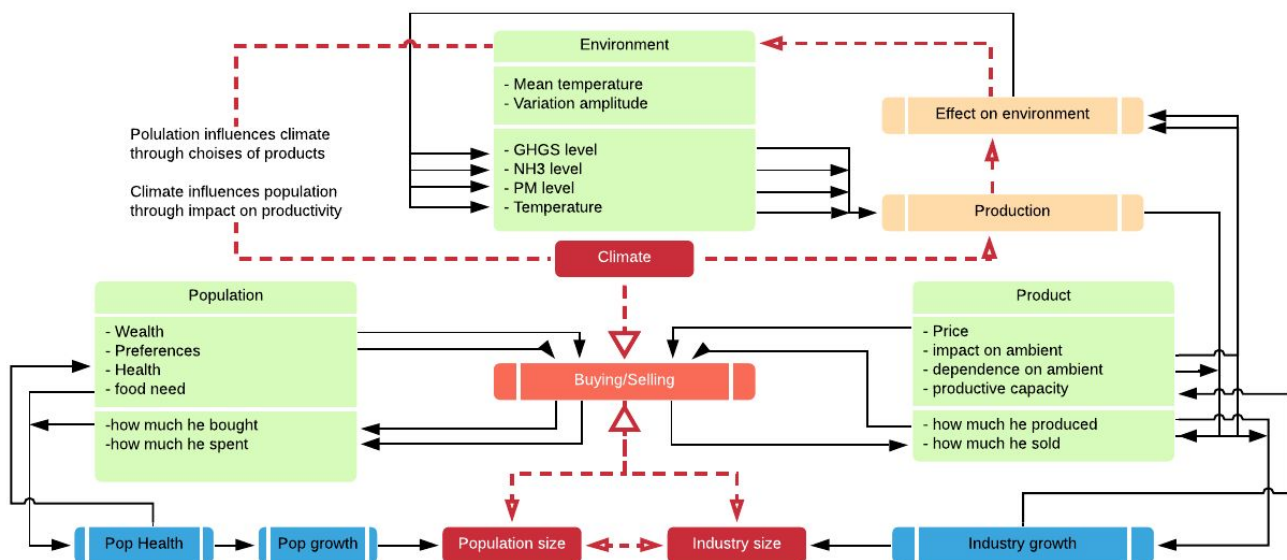 Environment
- Mean temperature
- Variation amplitude
- GHGS level
- NH3 level
- PM level
- Temperature
Effect on environment
Production
Polulation influences climate
through choises of products
Climate influences population
through impact on productivity
Climate
Population
- Wealth
- Preferences
- Health
- food need
-how much he bought
-how much he spent
Buying/Selling
Product
- Price
- impact on ambient
- dependence on ambient
- productive capacity
- how much he produced
- how much he sold
Pop Health
Pop growth
Population size
Industry size
Industry growth